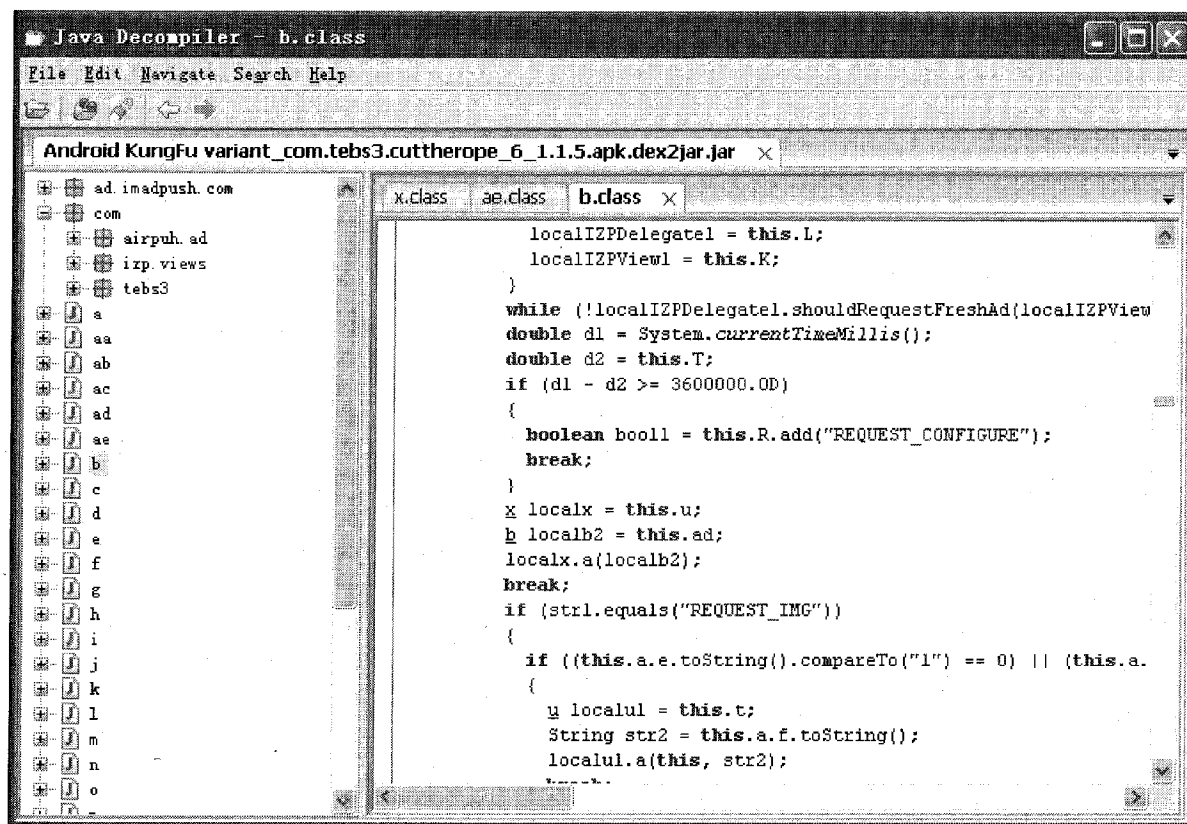 Java Decompiler - b.class
File Edit Navigate Search Help
Android KungFu variant_com.tebs3.cuttherope_6_1.1.5.apk.dex2jar.jar
ad.imadpush.com
com
airpuh.ad
izp.views
tebs3
a
aa
ab
ac
ad
ae
b
c
d
e
f
g
h
i
j
k
l
m
n
o
x.class ae.class b.class
localIZPDelegate1 = this.L;
localIZPView1 = this.K;
}
while (!localIZPDelegate1.shouldRequestFreshAd(localIZPView
double d1 = System.currentTimeMillis();
double d2 = this.T;
if (d1 - d2 >= 3600000.0D)
{
boolean bool1 = this.R.add("REQUEST_CONFIGURE");
break;
}
x localx = this.u;
b localb2 = this.ad;
localx.a(localb2);
break;
if (str1.equals("REQUEST_IMG"))
{
if ((this.a.e.toString().compareTo("1") == 0) || (this.a.
{
u localu1 = this.t;
String str2 = this.a.f.toString();
localu1.a(this, str2);